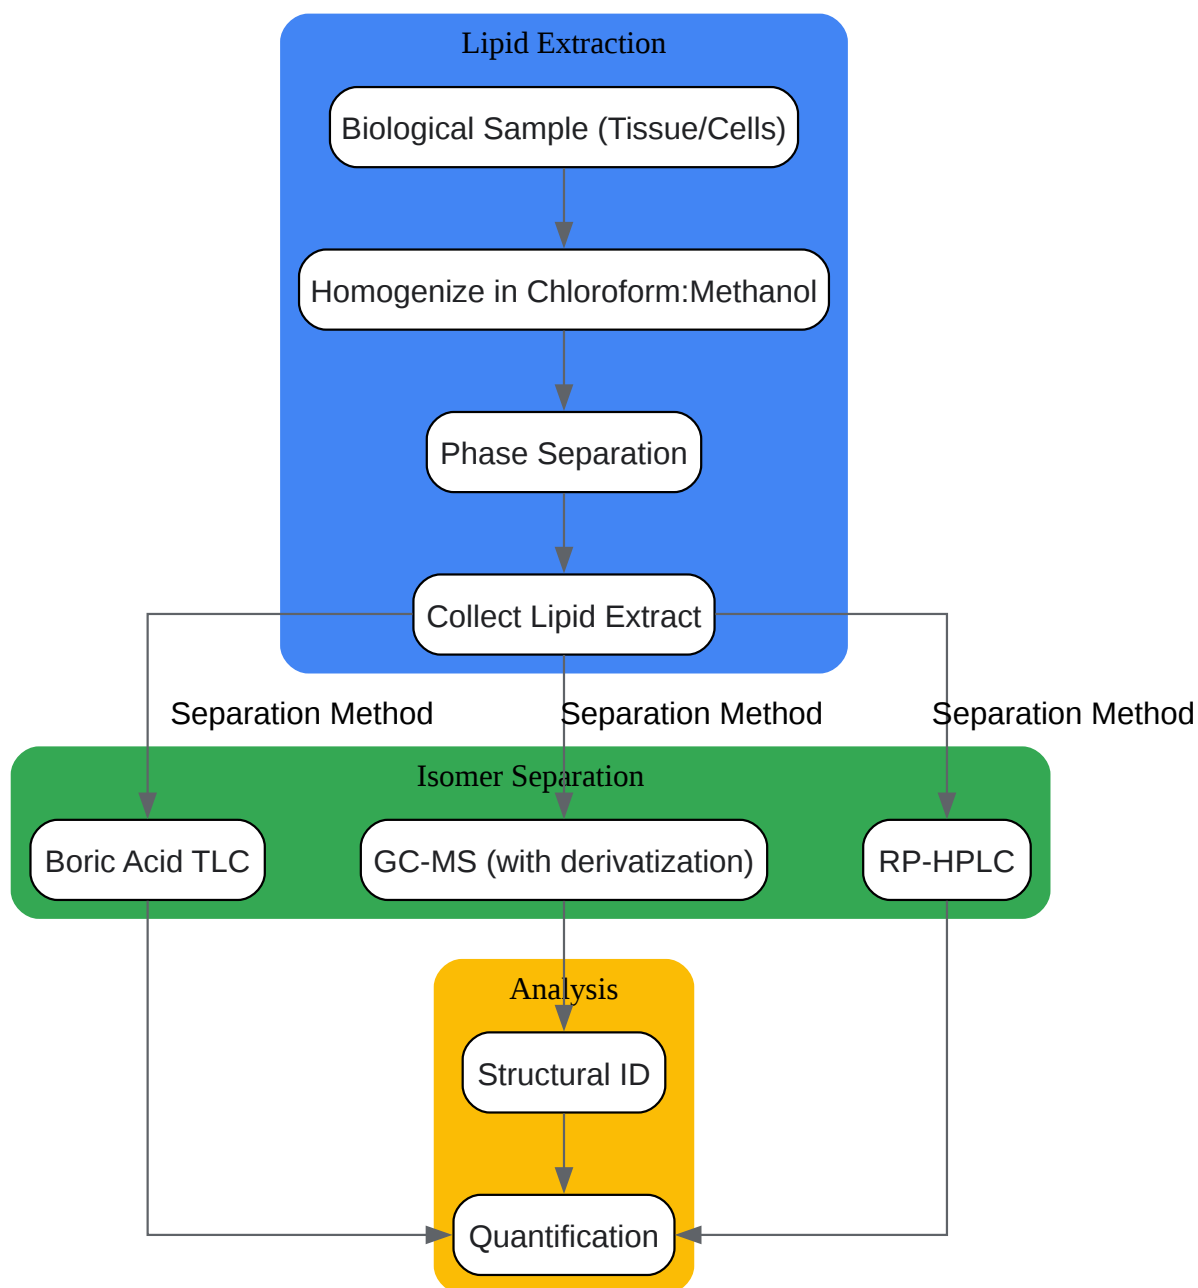 Lipid Extraction
Biological Sample (Tissue/Cells)
Homogenize in Chloroform:Methanol
Phase Separation
Collect Lipid Extract
Separation Method
Separation Method
Separation Method
Isomer Separation
Boric Acid TLC
GC-MS (with derivatization)
RP-HPLC
Analysis
Structural ID
Quantification